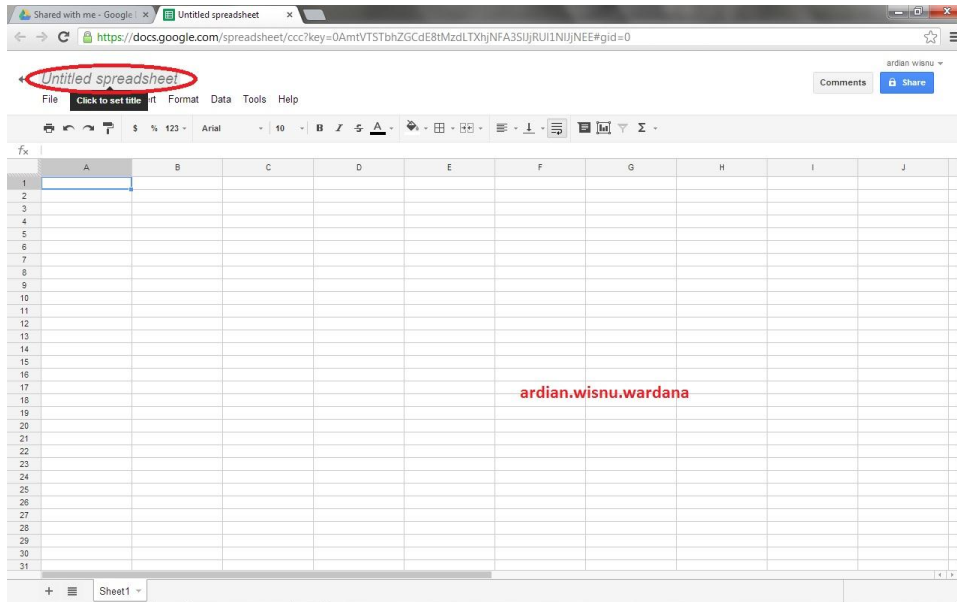 Shared with me - Google
Untitled spreadsheet
https://docs.google.com/spreadsheet/ccc?key=0AmtVTSTbhZGCdE8tMzdLTXhjNFA3SlJjRUI1NlJjNEE#gid=0
ardian wisnu
Untitled spreadsheet
Comments
Share
File Click to set title rt Format Data Tools Help
$ % 123 Arial 10 B I S A Σ
fx
A B C D E F G H I J
1
2
3
4
5
6
7
8
9
10
11
12
13
14
15
16
17
ardian.wisnu.wardana
18
19
20
21
22
23
24
25
26
27
28
29
30
31
Sheet1